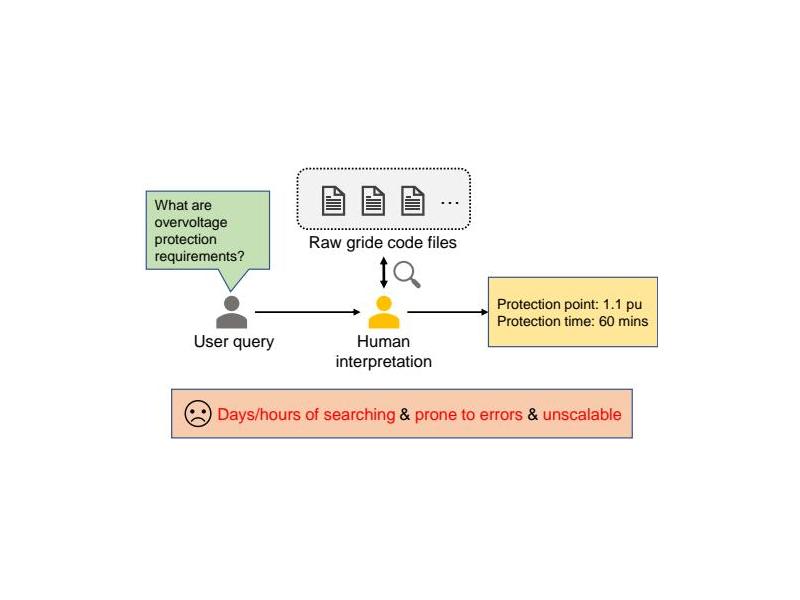 What are
overvoltage
protection
requirements?
...
Raw gride code files
User query
Human
interpretation
Protection point: 1.1 pu
Protection time: 60 mins
Days/hours of searching & prone to errors & unscalable